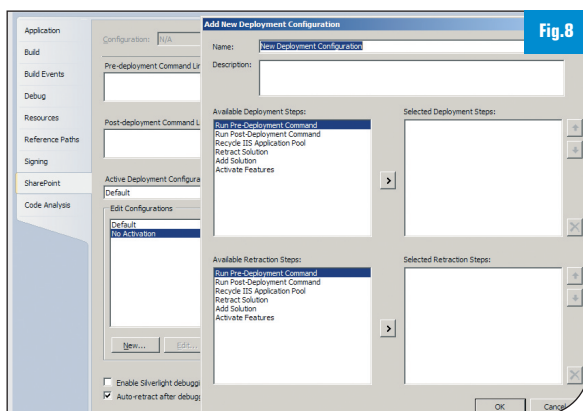 Application
Build
Build Events
Debug
Resources
Reference Paths
Signing
SharePoint
Code Analysis
Configuration: N/A
Pre-deployment Command Lin
Post-deployment Command L
Active Deployment Configura
Default
Edit Configurations
Default
No Activation
New...
Edit...
Enable Silverlight debuggi
Auto-retract after debugg
Add New Deployment Configuration
Fig.8
Name: New Deployment Configuration
Description:
Available Deployment Steps:
Run Pre-Deployment Command
Run Post-Deployment Command
Recycle IIS Application Pool
Retract Solution
Add Solution
Activate Features
Selected Deployment Steps:
Available Retraction Steps:
Run Pre-Deployment Command
Run Post-Deployment Command
Recycle IIS Application Pool
Retract Solution
Add Solution
Activate Features
Selected Retraction Steps:
OK
Cancel